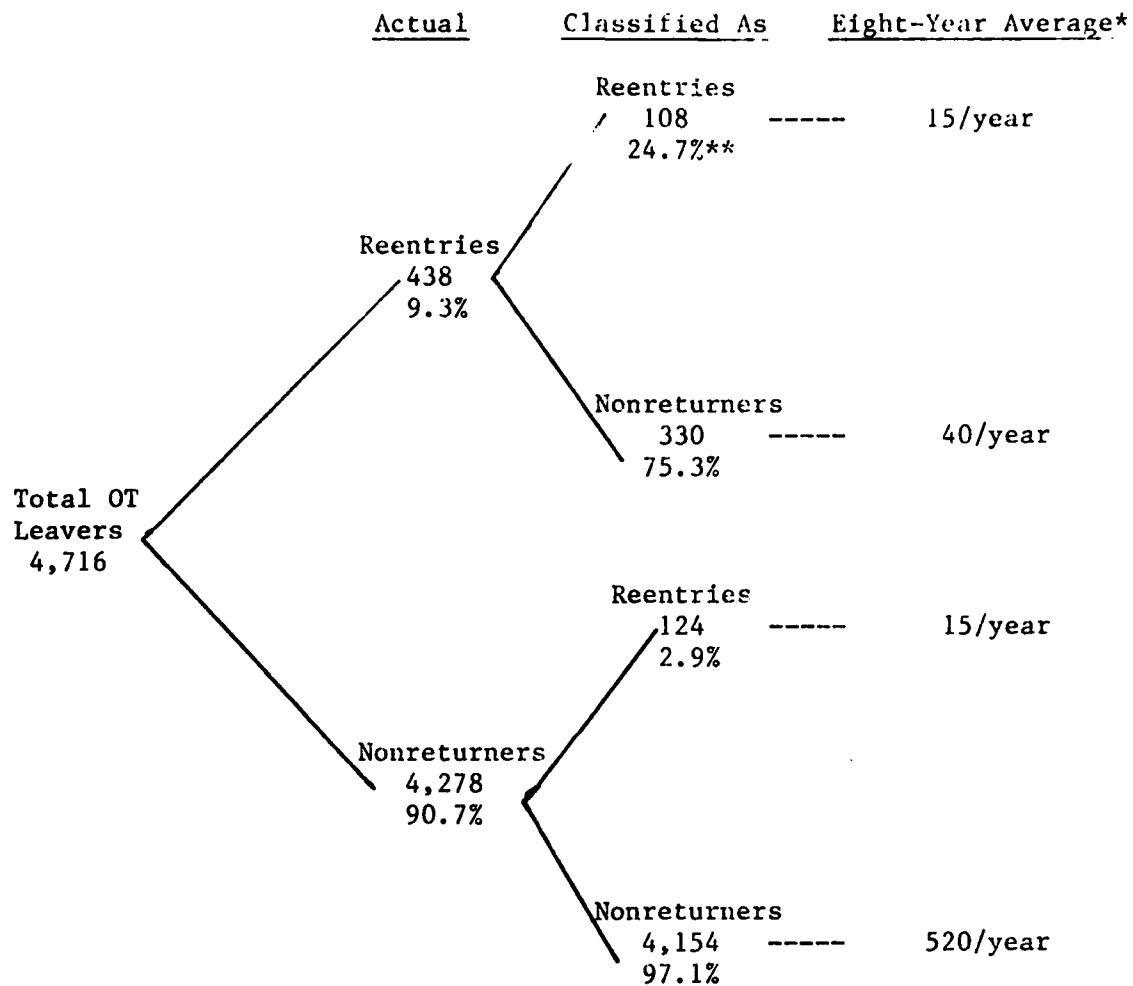 Actual Classified As Eight-Year Average*
Reentries
108 ----- 15/year
24.7%**
Reentries
438
9.3%
Nonreturners
330 ----- 40/year
75.3%
Total OT
Leavers
4,716
Reentries
124 ----- 15/year
2.9%
Nonreturners
4,278
90.7%
Nonreturners
4,154 ----- 520/year
97.1%